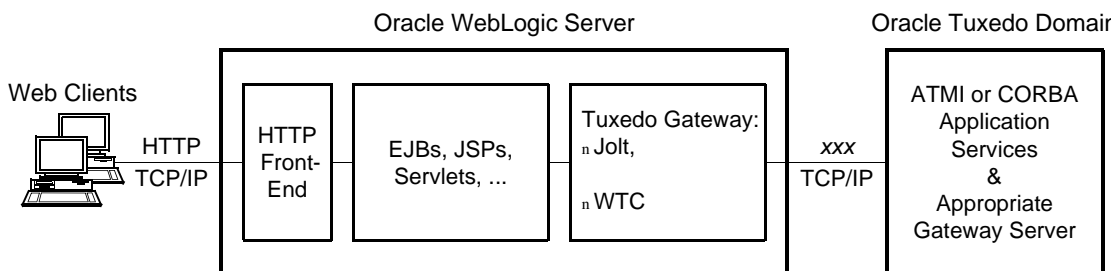 Oracle WebLogic Server
Oracle Tuxedo Domain
Web Clients
HTTP
TCP/IP
HTTP
Front-
End
EJBs, JSPs,
Servlets, ...
Tuxedo Gateway:
n Jolt,
n WTC
xxx
TCP/IP
ATMI or CORBA
Application
Services
&
Appropriate
Gateway Server